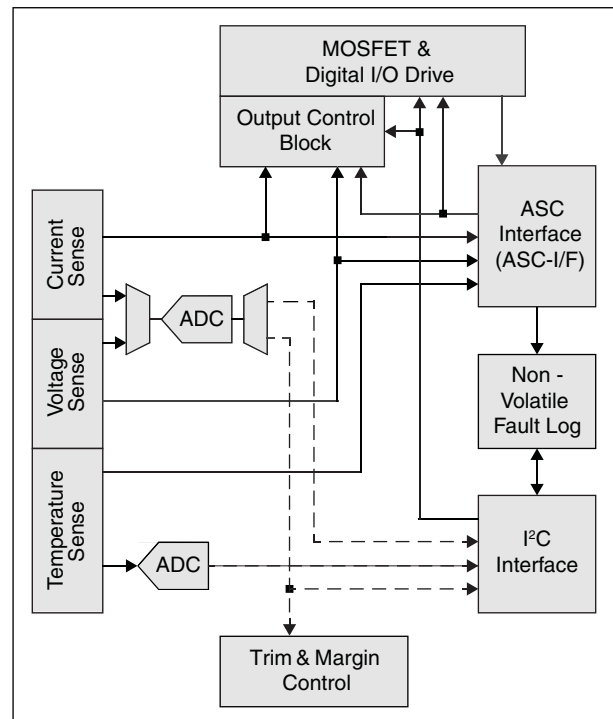 MOSFET &
Digital I/O Drive
Output Control
Block
ASC
Interface
(ASC-I/F)
Current
Sense
ADC
Voltage
Sense
Non -
Volatile
Fault Log
Temperature
Sense
ADC
I²C
Interface
Trim & Margin
Control